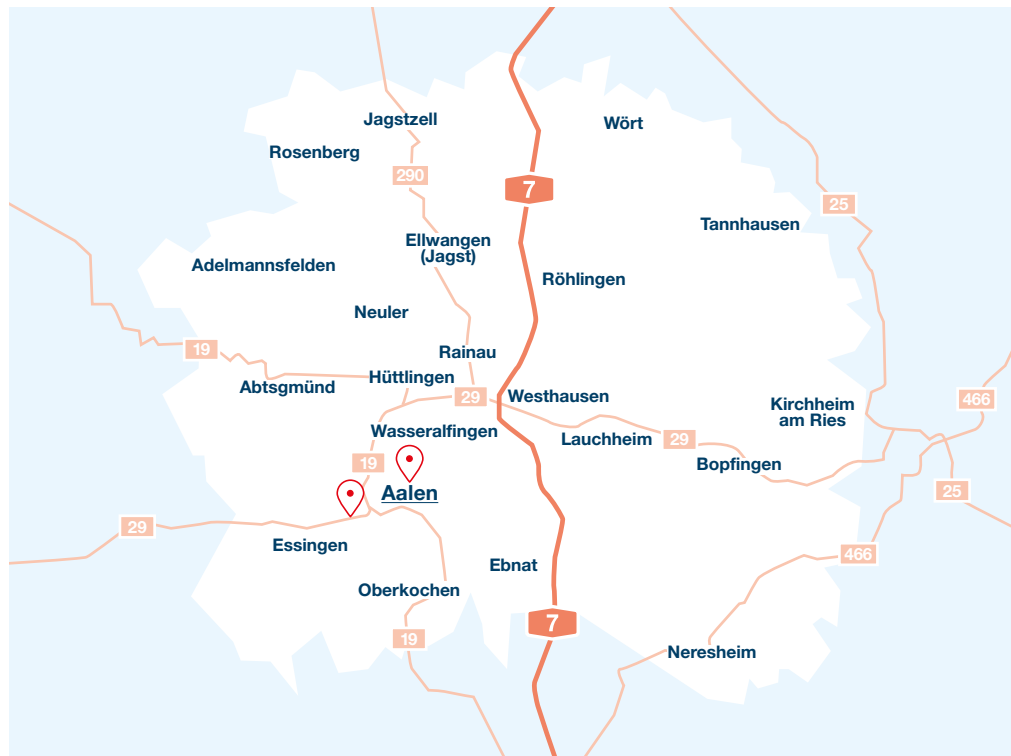 Jagstzell
Wört
Rosenberg
290
7
25
Tannhausen
Ellwangen
(Jagst)
Adelmannsfelden
Röhlingen
Neuler
19
Rainau
Hüttlingen
Abtsgmünd
29
Westhausen
466
Kirchheim
am Ries
Wasseralfingen
Lauchheim
29
19
Bopfingen
Aalen
25
29
Essingen
466
Ebnat
Oberkochen
7
19
Neresheim